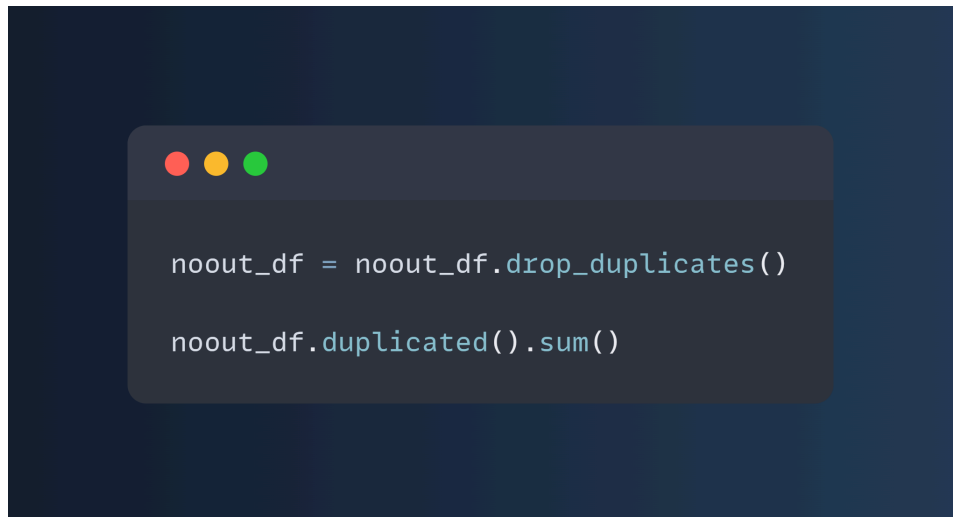 noout_df = noout_df.drop_duplicates()
noout_df.duplicated().sum()